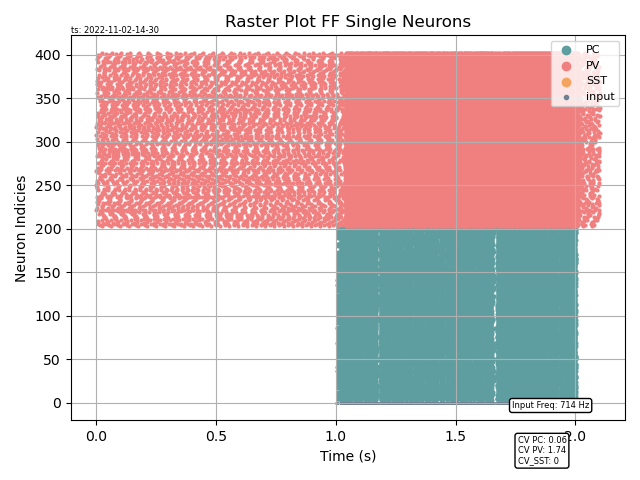 Raster Plot FF Single Neurons
ts: 2022-11-02-14-30
400
350
300
250
200
150
100
50
0
Neuron Indicies
PC
PV
SST
input
Input Freq: 714 Hz
0.0 0.5 1.0 1.5 2.0
Time (s)
CV PC: 0.06
CV PV: 1.74
CV_SST: 0